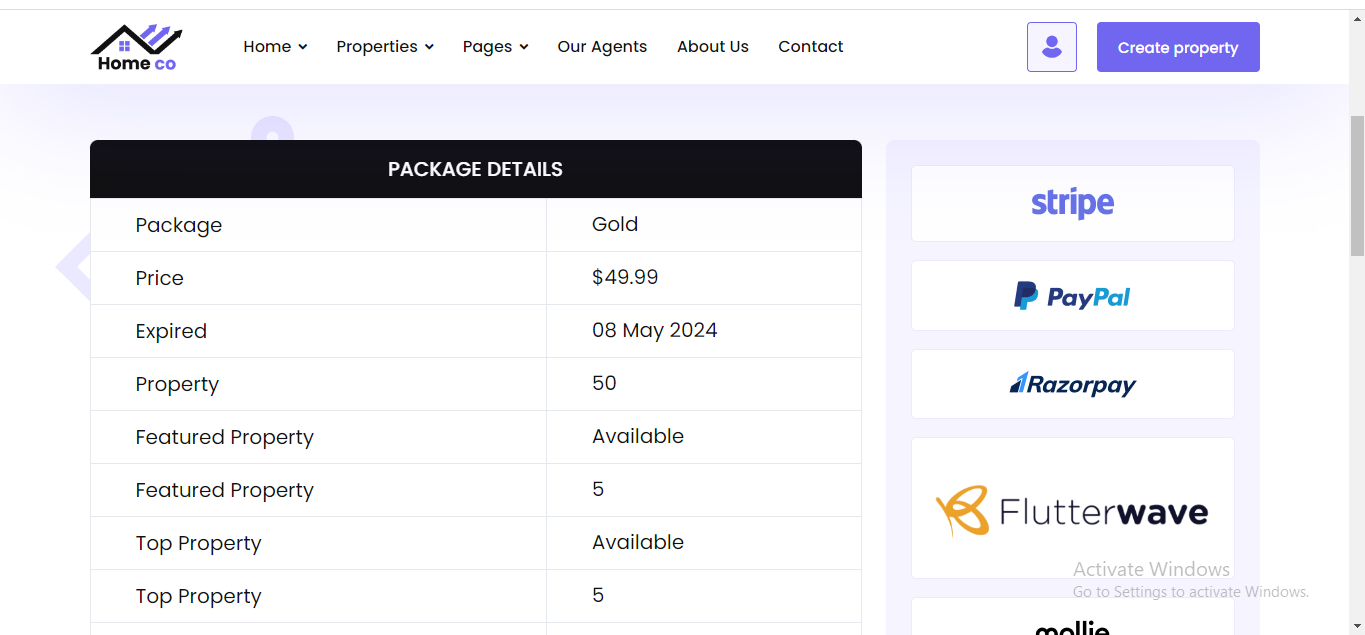 Home co
Home Properties Pages Our Agents About Us Contact
Create property
PACKAGE DETAILS
Package Gold
Price $49.99
Expired 08 May 2024
Property 50
Featured Property Available
Featured Property 5
Top Property Available
Top Property 5
stripe
PayPal
Razorpay
Flutterwave
mollie
Activate Windows
Go to Settings to activate Windows.